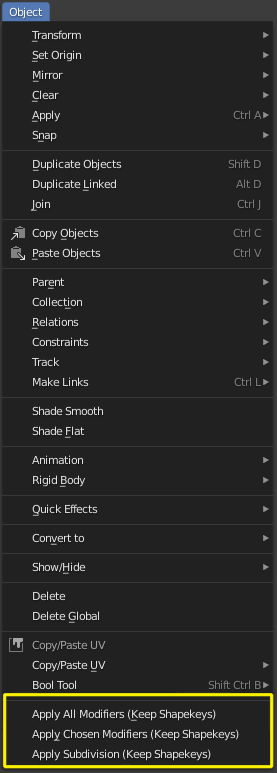 Object
Transform
Set Origin
Mirror
Clear
Apply Ctrl A
Snap
Duplicate Objects Shift D
Duplicate Linked Alt D
Join Ctrl J
Copy Objects Ctrl C
Paste Objects Ctrl V
Parent
Collection
Relations
Constraints
Track
Make Links Ctrl L
Shade Smooth
Shade Flat
Animation
Rigid Body
Quick Effects
Convert to
Show/Hide
Delete
Delete Global
Copy/Paste UV
Copy/Paste UV
Bool Tool Shift Ctrl B
Apply All Modifiers (Keep Shapekeys)
Apply Chosen Modifiers (Keep Shapekeys)
Apply Subdivision (Keep Shapekeys)